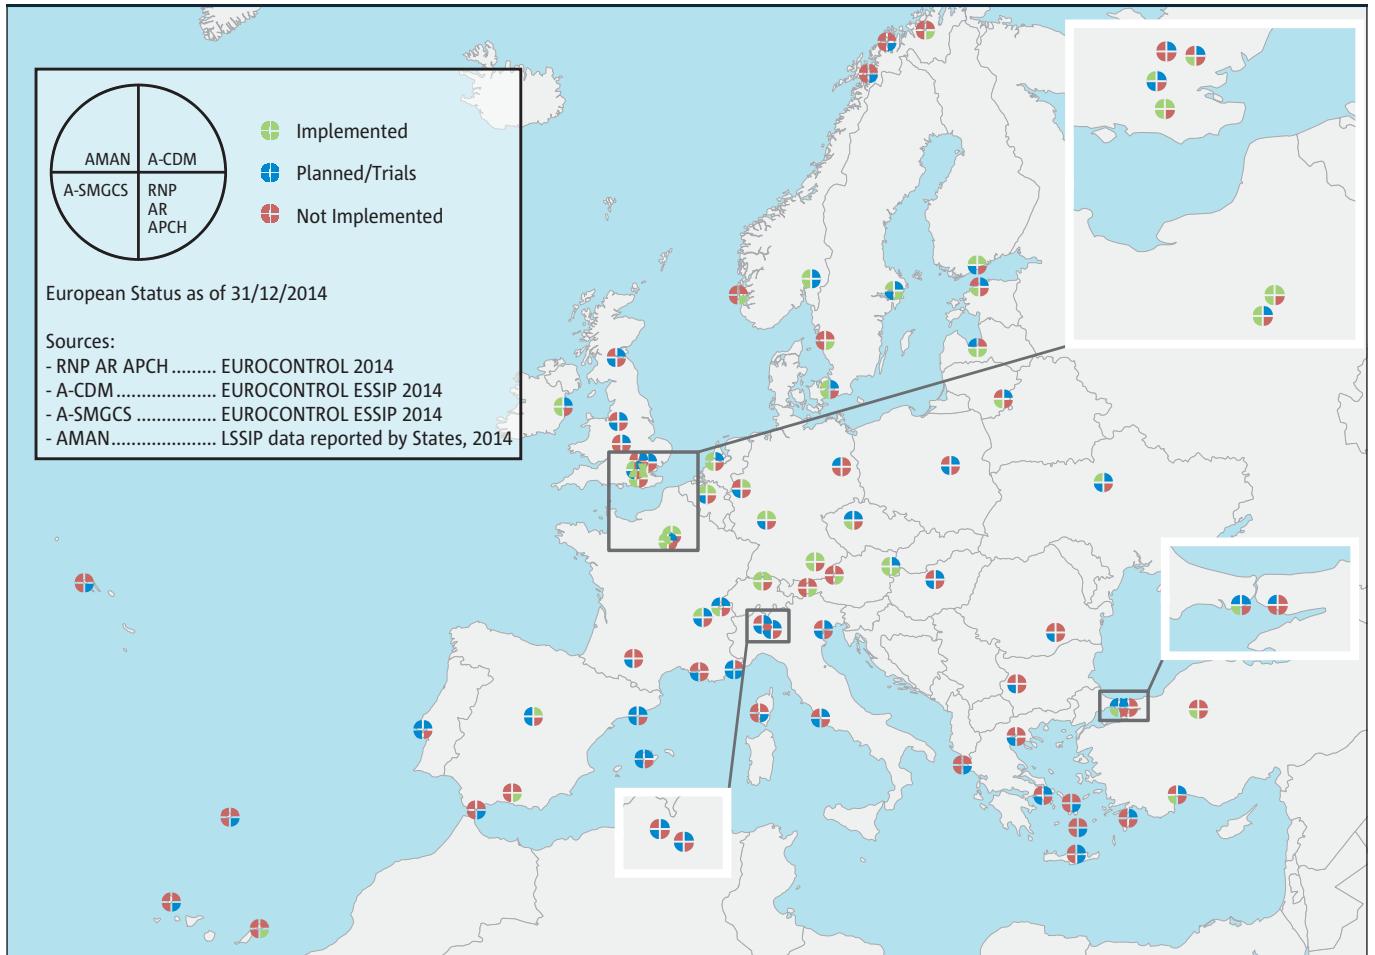 AMAN A-CDM
A-SMGCS RNP
AR
APCH
Implemented
Planned/Trials
Not Implemented
European Status as of 31/12/2014
Sources:
- RNP AR APCH ......... EUROCONTROL 2014
- A-CDM .................... EUROCONTROL ESSIP 2014
- A-SMGCS ................ EUROCONTROL ESSIP 2014
- AMAN..................... LSSIP data reported by States, 2014